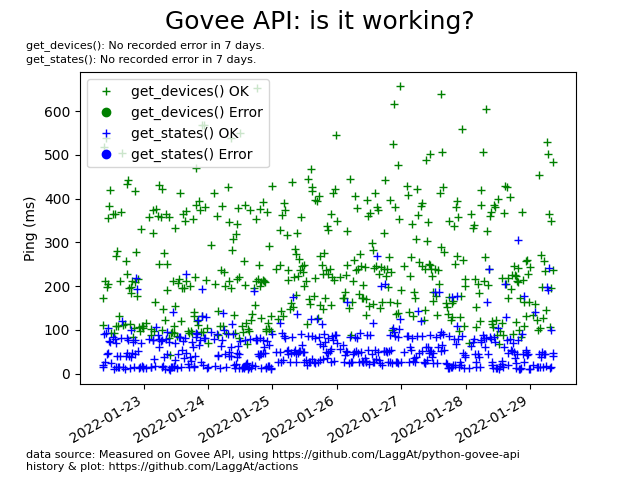 Govee API: is it working?
get_devices(): No recorded error in 7 days.
get_states(): No recorded error in 7 days.
get_devices() OK
get_devices() Error
get_states() OK
get_states() Error
Ping (ms)
600
500
400
300
200
100
0
2022-01-23
2022-01-24
2022-01-25
2022-01-26
2022-01-27
2022-01-28
2022-01-29
data source: Measured on Govee API, using https://github.com/LaggAt/python-govee-api
history & plot: https://github.com/LaggAt/actions